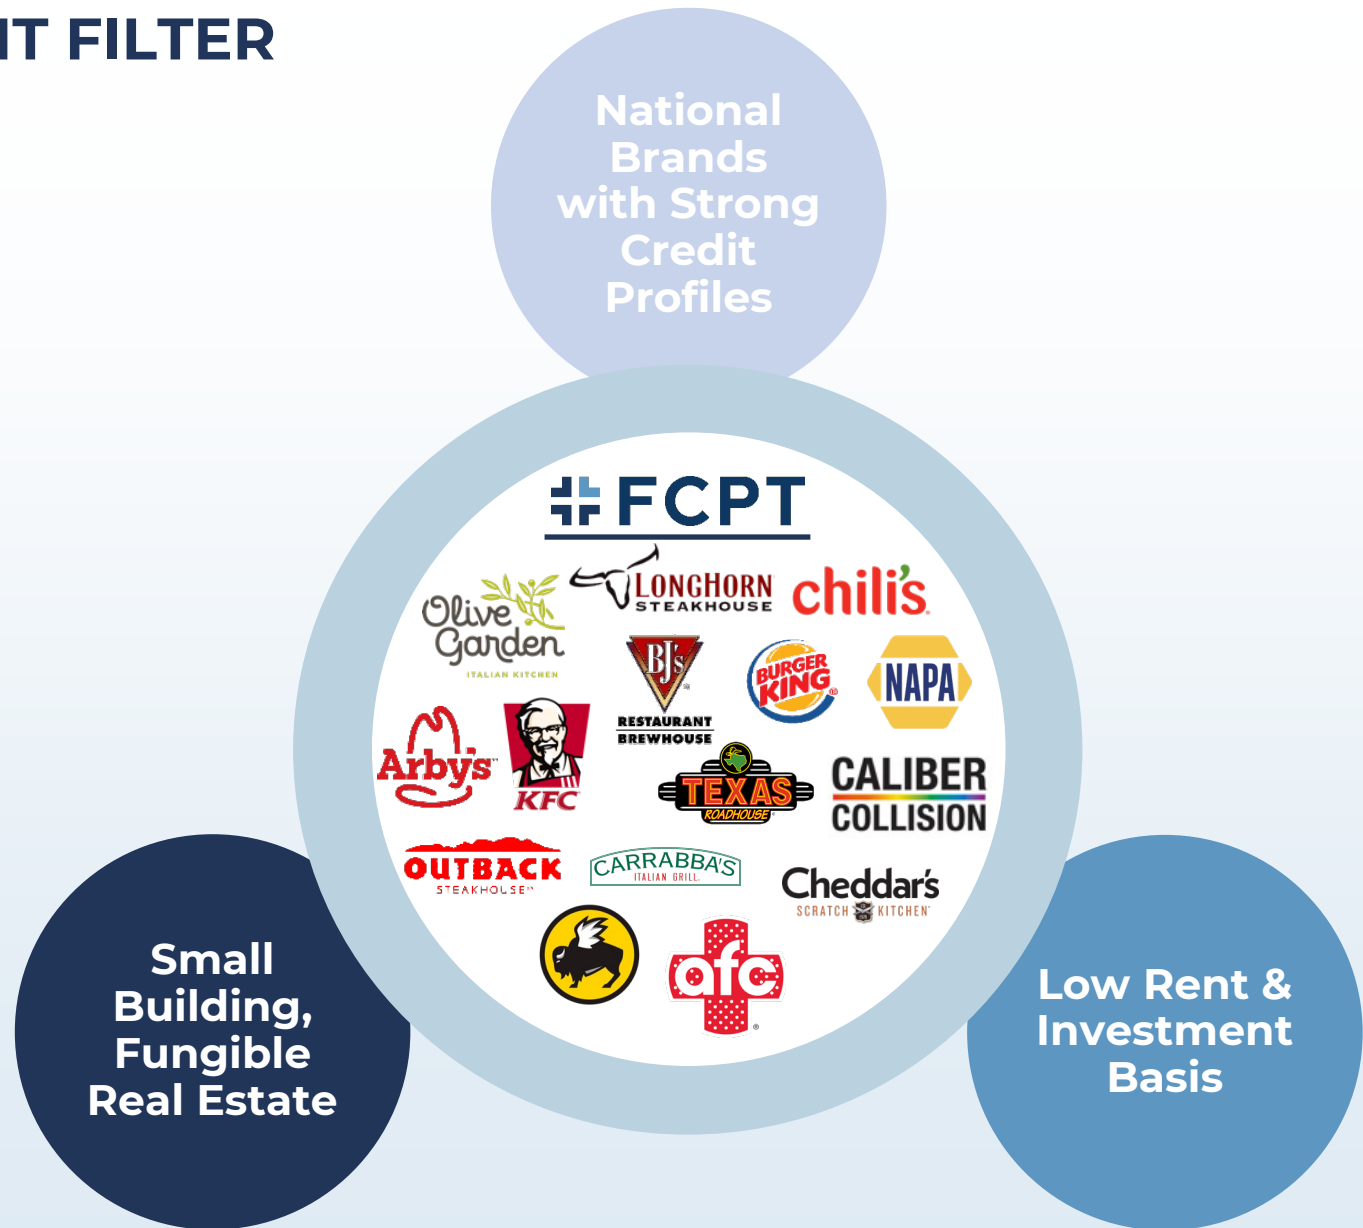 IT FILTER
National
Brands
with Strong
Credit
Profiles
FCPT
Olive
Garden
ITALIAN KITCHEN
LONGHORN
STEAKHOUSE
chili's
BJ's
RESTAURANT
BREWHOUSE
BURGER
KING
NAPA
Arby's
KFC
TEXAS
ROADHOUSE
CALIBER
COLLISION
OUTBACK
STEAKHOUSE
CARRABBA'S
ITALIAN GRILL
Cheddar's
SCRATCH KITCHEN
afc
Small
Building,
Fungible
Real Estate
Low Rent &
Investment
Basis